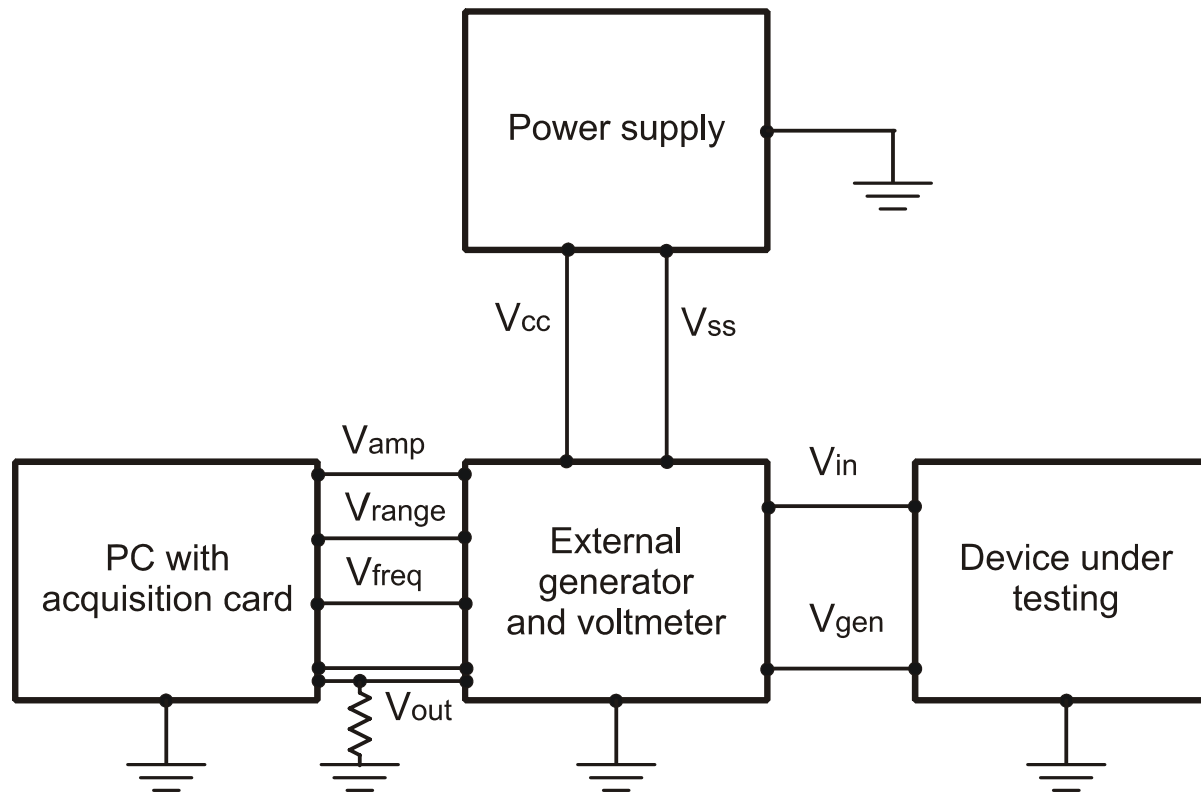 Power supply
Vcc
Vss
Vamp
Vrange
Vfreq
Vout
PC with
acquisition card
External
generator
and voltmeter
Vin
Vgen
Device under
testing